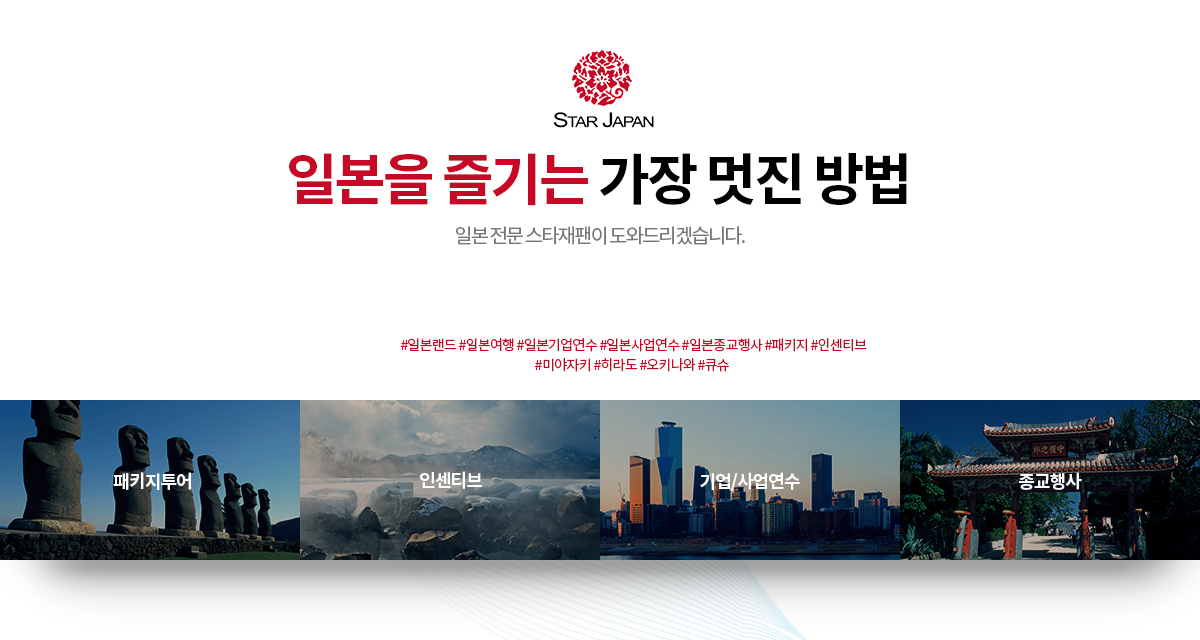 STAR JAPAN
일본을 즐기는 가장 멋진 방법
일본 전문 스타재팬이 도와드리겠습니다.
#일본랜드 #일본여행 #일본기업연수 #일본사업연수 #일본종교행사 #패키지 #인센티브
#미야자키 #히라도 #오키나와 #큐슈
패키지투어
인센티브
기업/사업연수
종교행사